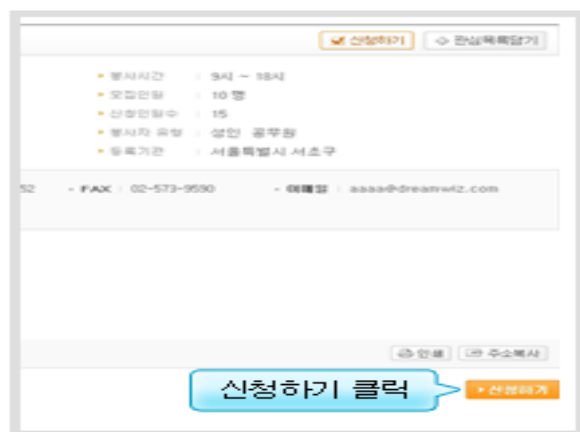 신청하기 관심목록담기
봉사시간 : 9시 ~ 18시
모집인원 : 10 명
신청인원수 : 15
봉사자 유형 : 성인 공무원
등록기관 : 서울특별시 서초구
52 - FAX : 02-573-9590 - 이메일 : aaaa@dreamwiz.com
인쇄 주소복사
신청하기 클릭 신청하기